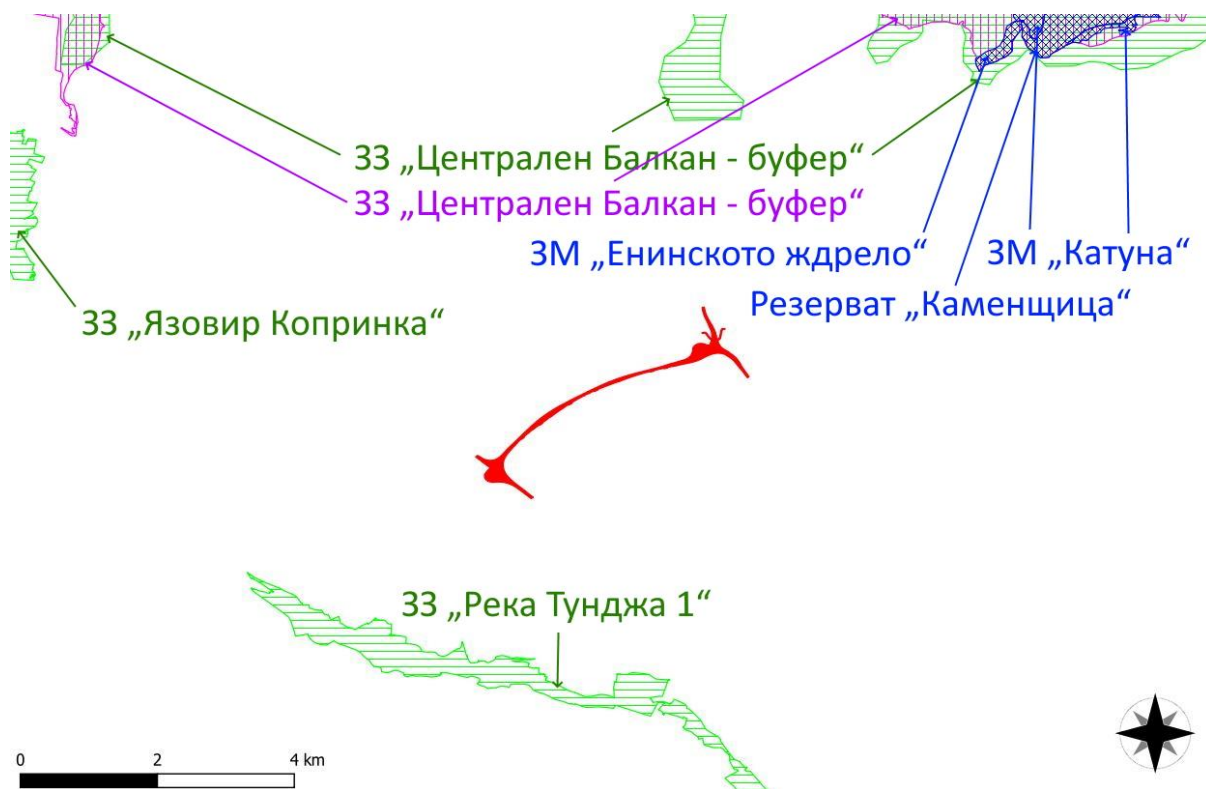 ЗЗ „Централен Балкан - буфер“
ЗЗ „Централен Балкан - буфер“
ЗМ „Енинското ждрело“ ЗМ „Катуна“
Резерват „Каменщица“
ЗЗ „Язовир Копринка“
ЗЗ „Река Тунджа 1“
0 2 4 km